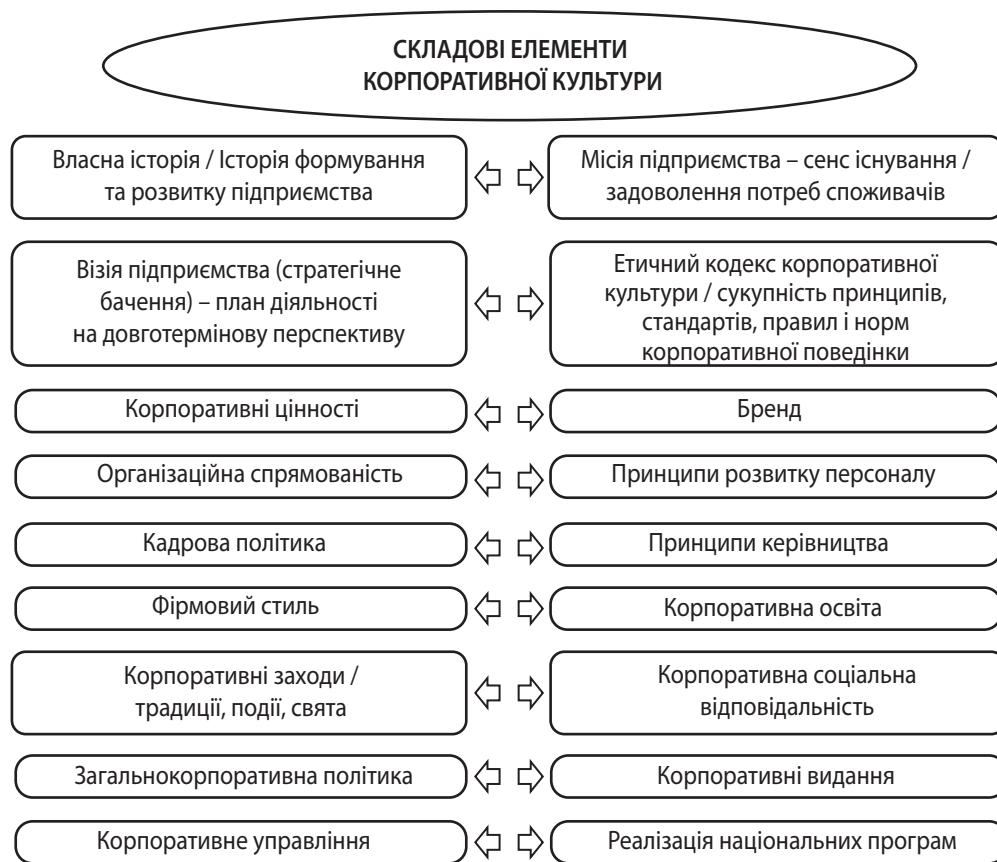 СКЛАДОВІ ЕЛЕМЕНТИ
КОРПОРАТИВНОЇ КУЛЬТУРИ
Власна історія / Історія формування
та розвитку підприємства
Місія підприємства – сенс існування /
задоволення потреб споживачів
Візія підприємства (стратегічне
бачення) – план діяльності
на довготермінову перспективу
Етичний кодекс корпоративної
культури / сукупність принципів,
стандартів, правил і норм
корпоративної поведінки
Корпоративні цінності
Бренд
Організаційна спрямованість
Принципи розвитку персоналу
Кадрова політика
Принципи керівництва
Фірмовий стиль
Корпоративна освіта
Корпоративні заходи /
традиції, події, свята
Корпоративна соціальна
відповідальність
Загальнокорпоративна політика
Корпоративні видання
Корпоративне управління
Реалізація національних програм